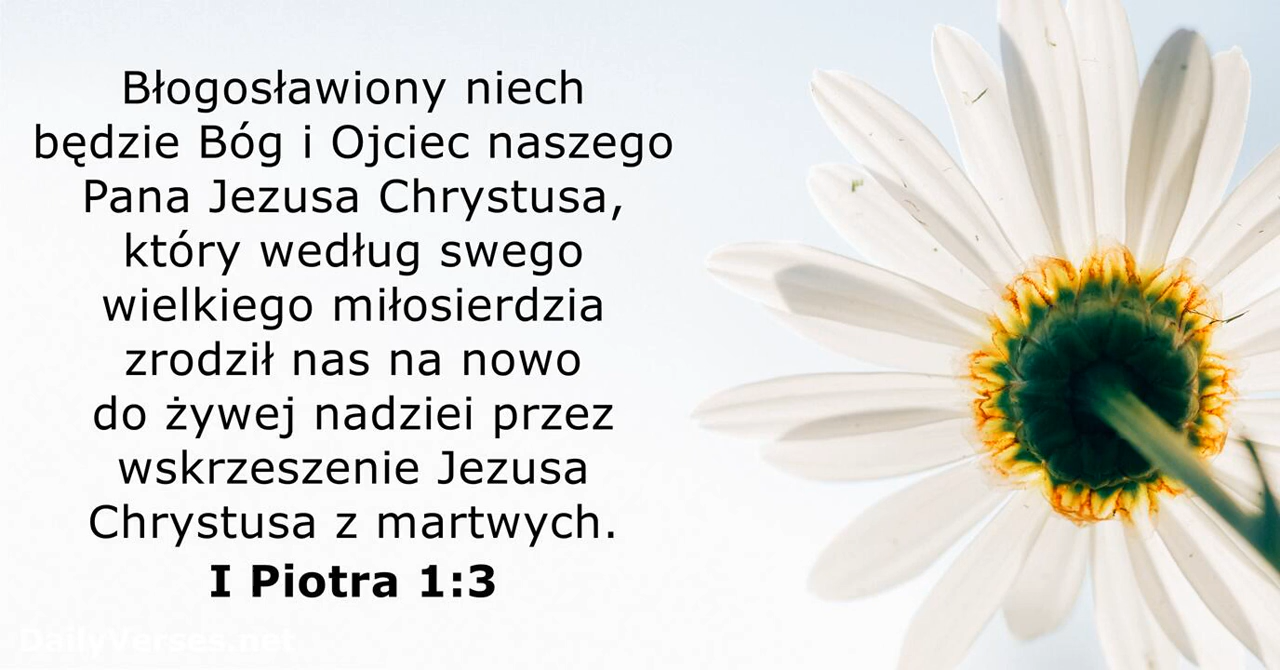 Błogosławiony niech
będzie Bóg i Ojciec naszego
Pana Jezusa Chrystusa,
który według swego
wielkiego miłosierdzia
zrodził nas na nowo
do żywej nadziei przez
wskrzeszenie Jezusa
Chrystusa z martwych.
I Piotra 1:3
DailyVerses.net